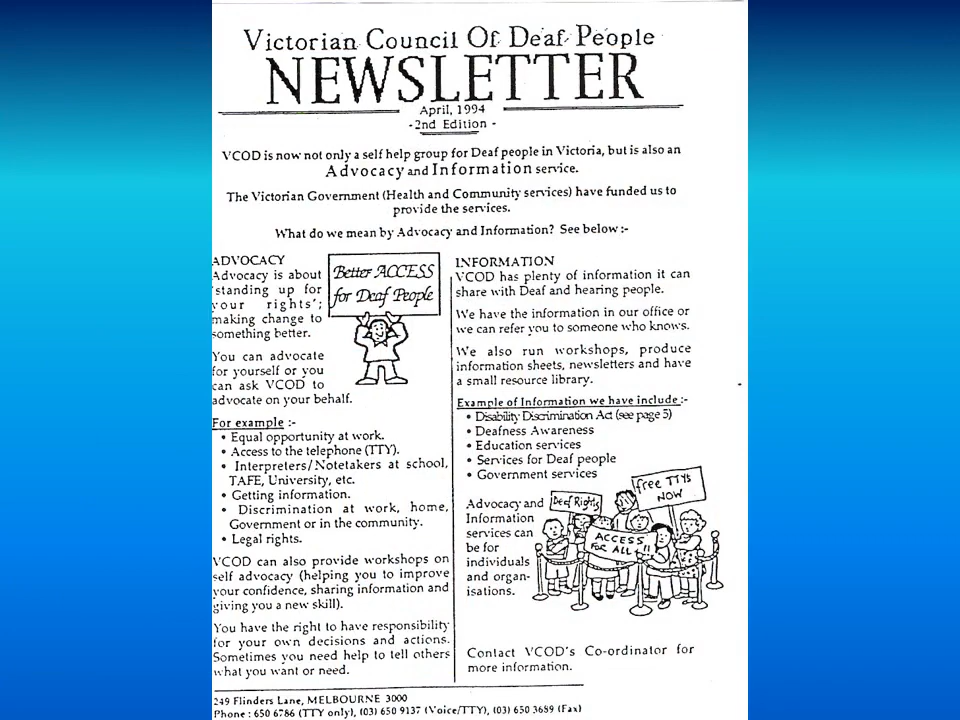 Victorian Council Of Deaf People
NEWSLETTER
April, 1994
-2nd Edition -
VCOD is now not only a self help group for Deaf people in Victoria, but is also an
Advocacy and Information service.
The Victorian Government (Health and Community services) have funded us to
provide the services.
What do we mean by Advocacy and Information? See below :-
ADVOCACY
Advocacy is about
'standing up for
your rights';
making change to
something better.
You can advocate
for yourself or you
can ask VCOD to
advocate on your behalf.
Better ACCESS
for Deaf People
For example :-
• Equal opportunity at work.
• Access to the telephone (TTY).
• Interpreters/Notetakers at school,
TAFE, University, etc.
• Getting information.
• Discrimination at work, home,
Government or in the community.
• Legal rights.
VCOD can also provide workshops on
self advocacy (helping you to improve
your confidence, sharing information and
giving you a new skill).
You have the right to have responsibility
for your own decisions and actions.
Sometimes you need help to tell others
what you want or need.
INFORMATION
VCOD has plenty of information it can
share with Deaf and hearing people.
We have the information in our office or
we can refer you to someone who knows.
We also run workshops, produce
information sheets, newsletters and have
a small resource library.
Example of Information we have include :-
• Disability Discrimination Act (see page 5)
• Deafness Awareness
• Education services
• Services for Deaf people
• Government services
Advocacy and
Information
services can
be for
individuals
and organ-
isations.
Deaf Rights
free TTYs
NOW
ACCESS
FOR ALL!!
Contact VCOD's Co-ordinator for
more information.
249 Flinders Lane, MELBOURNE 3000
Phone : 650 6786 (TTY only), (03) 650 9137 (Voice/TTY), (03) 650 3689 (Fax)